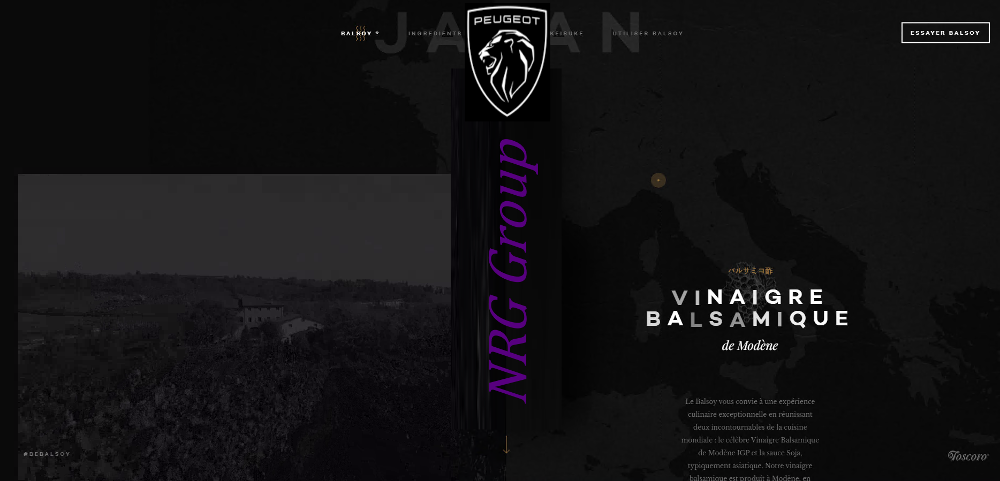 JAPAN
BALSOY ?
INGREDIENTS
PEUGEOT
KEISUKE
UTILISER BALSOY
ESSAYER BALSOY
NRG Group
バルサミコ酢
VINAIGRE
BALSAMIQUE
de Modène
Le Balsoy vous convie à une expérience
culinaire exceptionnelle en réunissant
deux incontournables de la cuisine
mondiale : le célèbre Vinaigre Balsamique
de Modène IGP et la sauce Soja,
typiquement asiatique. Notre vinaigre
balsamique est produit à Modène, en
#BEBALSOY
Toscoro